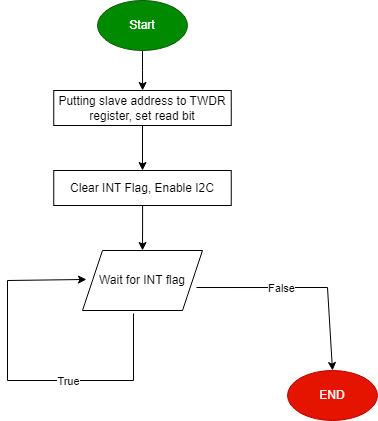 Start
Putting slave address to TWDR
register, set read bit
Clear INT Flag, Enable I2C
Wait for INT flag
False
True
END